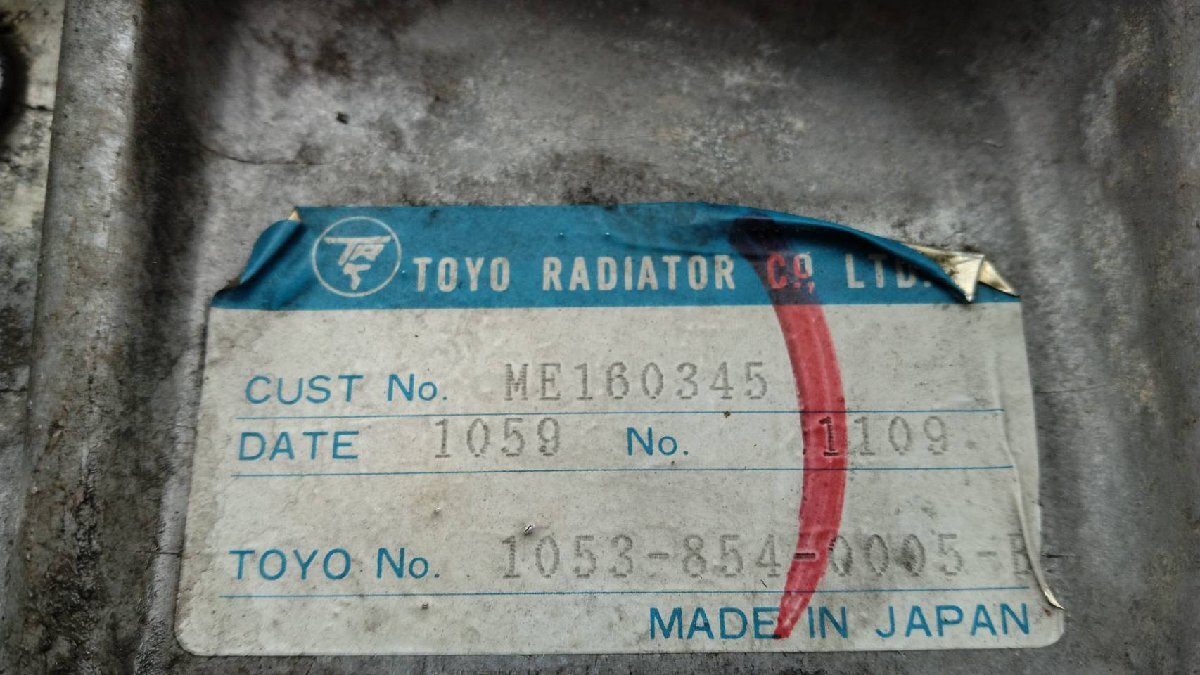 TOYO RADIATOR CO., LTD.
CUST No. ME160345
DATE 1059 No. 1109
TOYO No. 1053-854-0005-B
MADE IN JAPAN